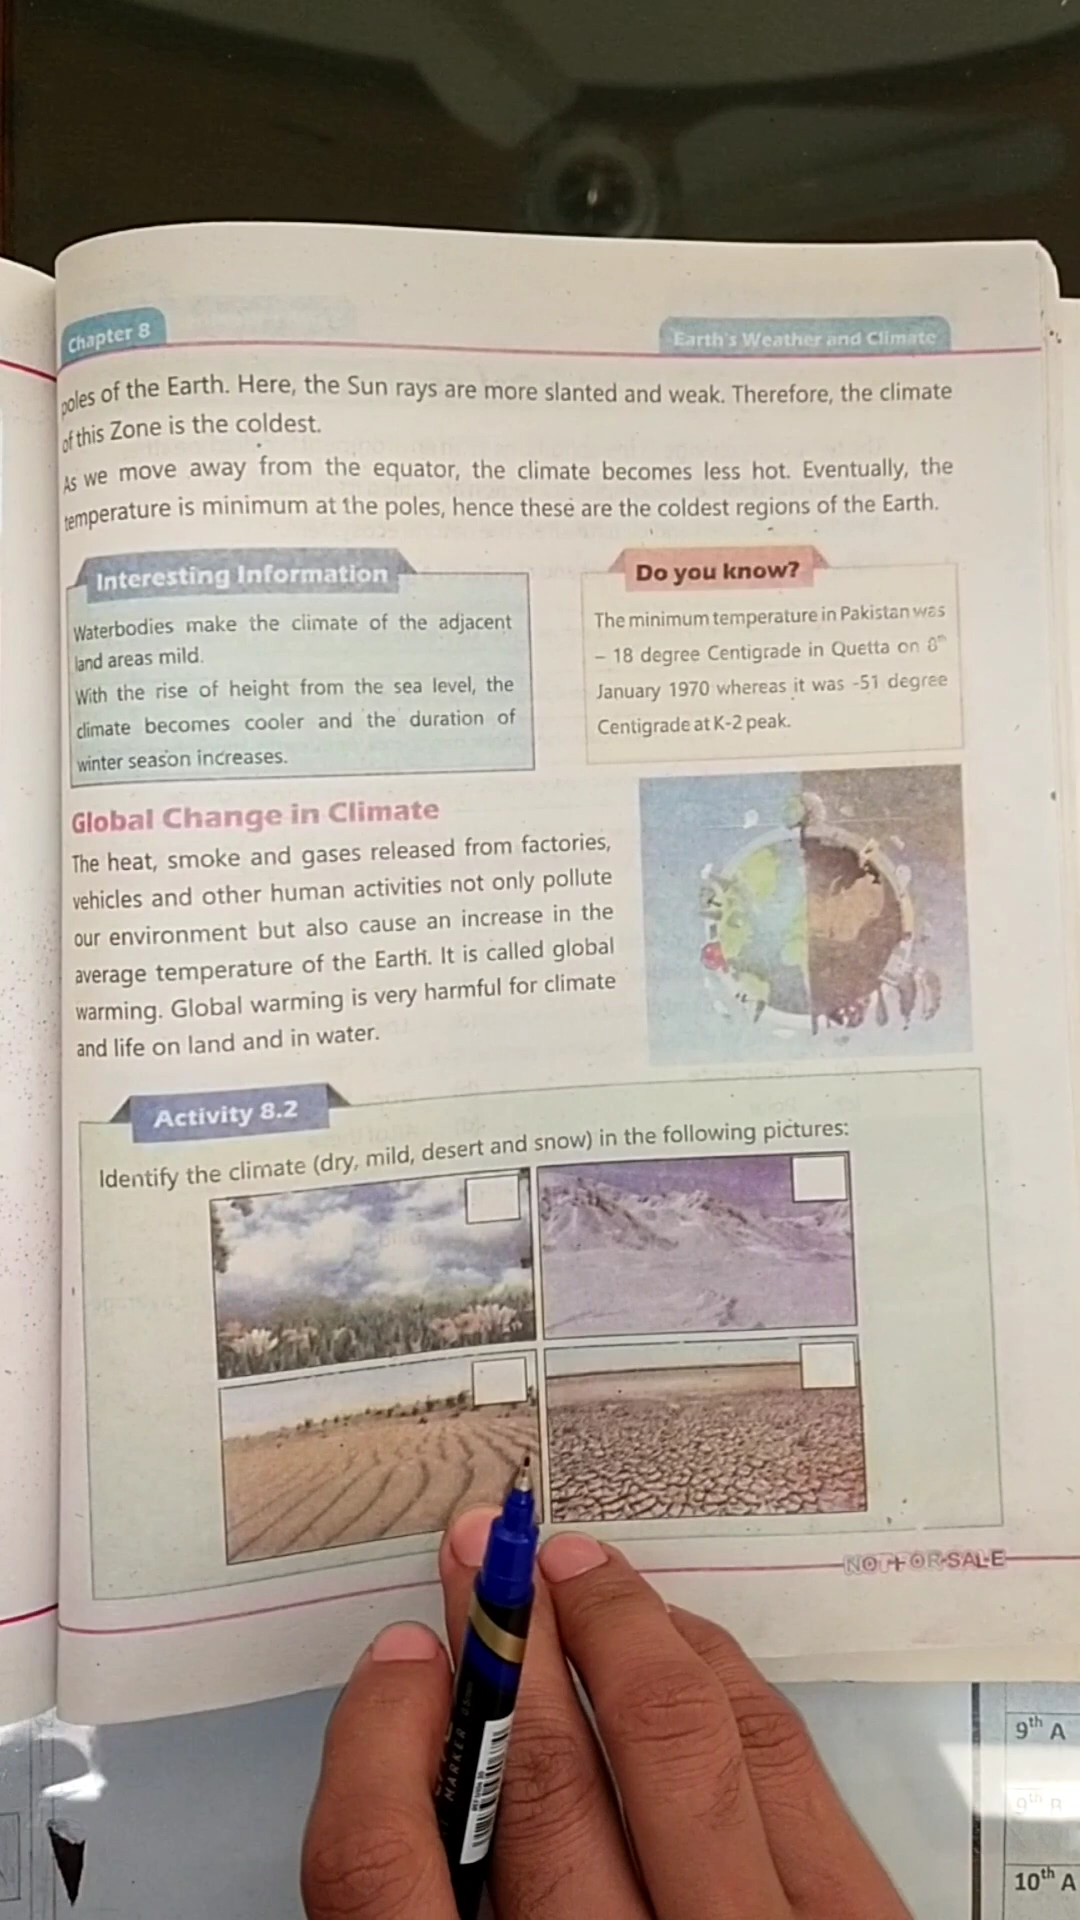 Chapter 8
Earth's Weather and Climate
poles of the Earth. Here, the Sun rays are more slanted and weak. Therefore, the climate
of this Zone is the coldest.
As we move away from the equator, the climate becomes less hot. Eventually, the
temperature is minimum at the poles, hence these are the coldest regions of the Earth.
Interesting Information
Waterbodies make the climate of the adjacent
land areas mild.
With the rise of height from the sea level, the
climate becomes cooler and the duration of
winter season increases.
Do you know?
The minimum temperature in Pakistan was
– 18 degree Centigrade in Quetta on 8th
January 1970 whereas it was -51 degree
Centigrade at K-2 peak.
Global Change in Climate
The heat, smoke and gases released from factories,
vehicles and other human activities not only pollute
our environment but also cause an increase in the
average temperature of the Earth. It is called global
warming. Global warming is very harmful for climate
and life on land and in water.
Activity 8.2
Identify the climate (dry, mild, desert and snow) in the following pictures:
NOT FOR SALE
MARKER
9th A
9th B
10th A